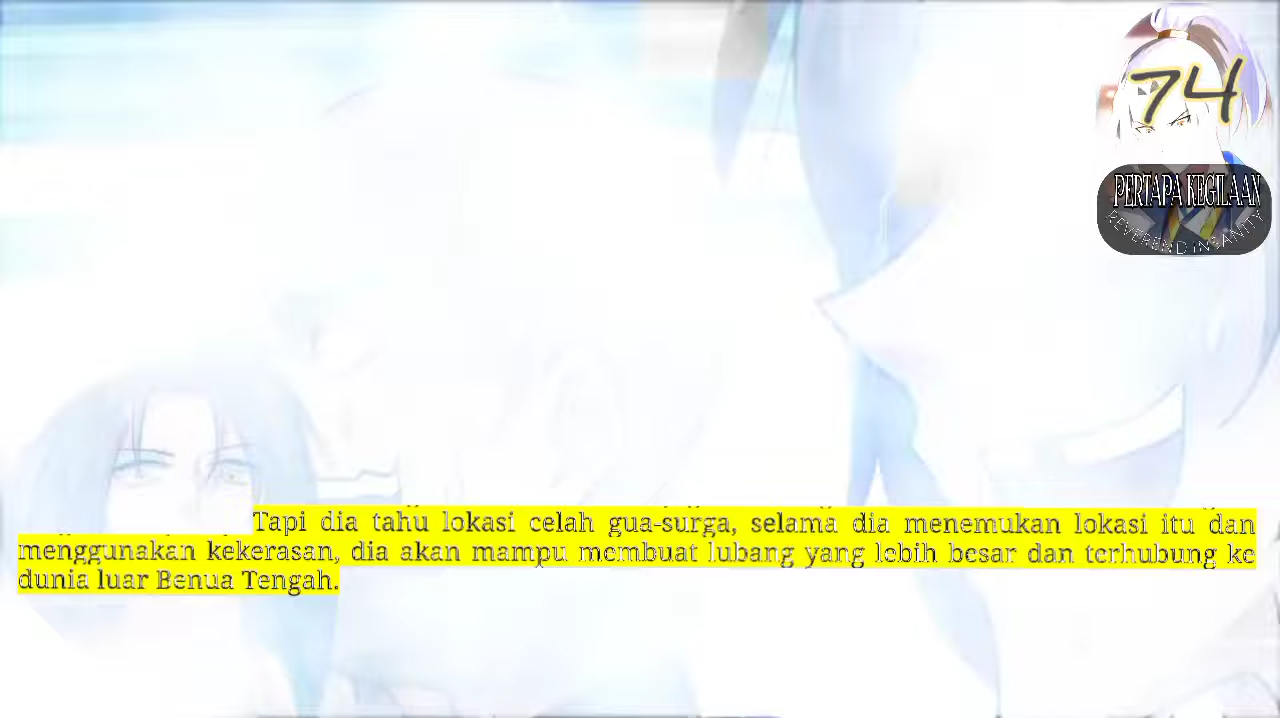 74
PERTAPA KEGILAAN
REVEREND INSANITY
Tapi dia tahu lokasi celah gua-surga, selama dia menemukan lokasi itu dan
menggunakan kekerasan, dia akan mampu membuat lubang yang lebih besar dan terhubung ke
dunia luar Benua Tengah.